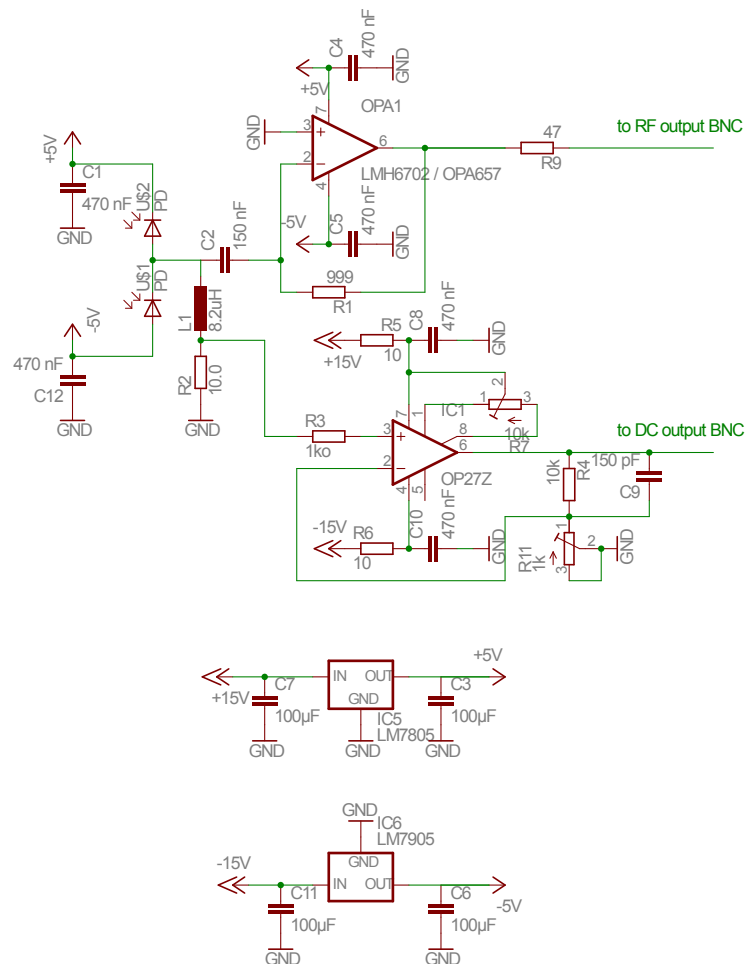 C4
470 nF
GND
+5V
OPA1
7
GND
3
+
2
−
6
4
LMH6702 / OPA657
47
R9
to RF output BNC
-5V
C5
470 nF
GND
+5V
C1
470 nF
GND
U$2
PD
C2
150 nF
U$1
PD
-5V
470 nF
C12
GND
L1
8.2uH
R2
10.0
GND
999
R1
C8
470 nF
GND
R5
10
+15V
2
1
3
10k
R7
IC1
7
1
R3
1ko
3
+
2
−
8
6
4
5
OP27Z
to DC output BNC
10k
R4
150 pF
C9
-15V
R6
10
C10
470 nF
GND
R11
1k
1
2
3
GND
+15V
C7
100µF
GND
IN
OUT
GND
IC5
LM7805
GND
+5V
C3
100µF
GND
GND
IC6
LM7905
GND
IN
OUT
-15V
C11
100µF
GND
C6
100µF
GND
-5V